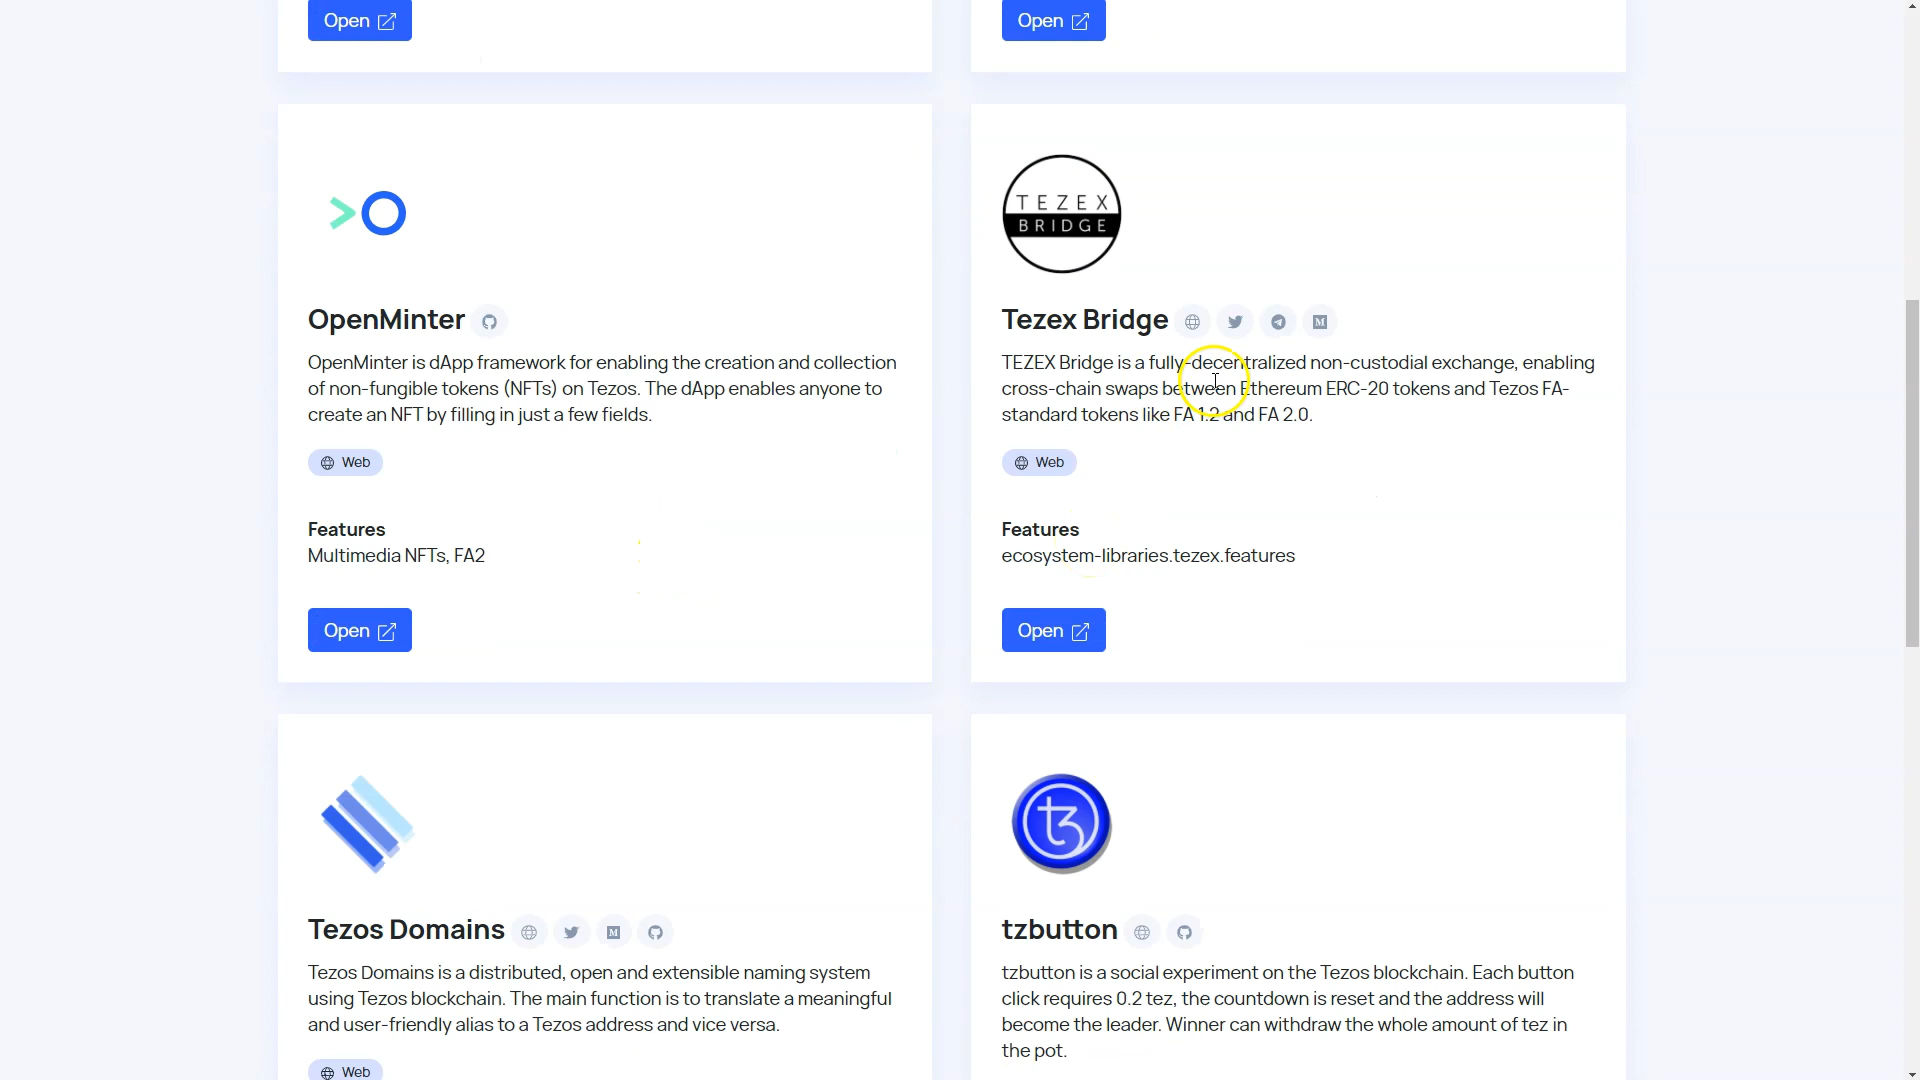 Open
Open
TEZEX
BRIDGE
OpenMinter
OpenMinter is dApp framework for enabling the creation and collection
of non-fungible tokens (NFTs) on Tezos. The dApp enables anyone to
create an NFT by filling in just a few fields.
Web
Features
Multimedia NFTs, FA2
Open
Tezex Bridge
TEZEX Bridge is a fully-decentralized non-custodial exchange, enabling
cross-chain swaps between Ethereum ERC-20 tokens and Tezos FA-
standard tokens like FA 1.2 and FA 2.0.
Web
Features
ecosystem-libraries.tezex.features
Open
Tezos Domains
Tezos Domains is a distributed, open and extensible naming system
using Tezos blockchain. The main function is to translate a meaningful
and user-friendly alias to a Tezos address and vice versa.
Web
tzbutton
tzbutton is a social experiment on the Tezos blockchain. Each button
click requires 0.2 tez, the countdown is reset and the address will
become the leader. Winner can withdraw the whole amount of tez in
the pot.